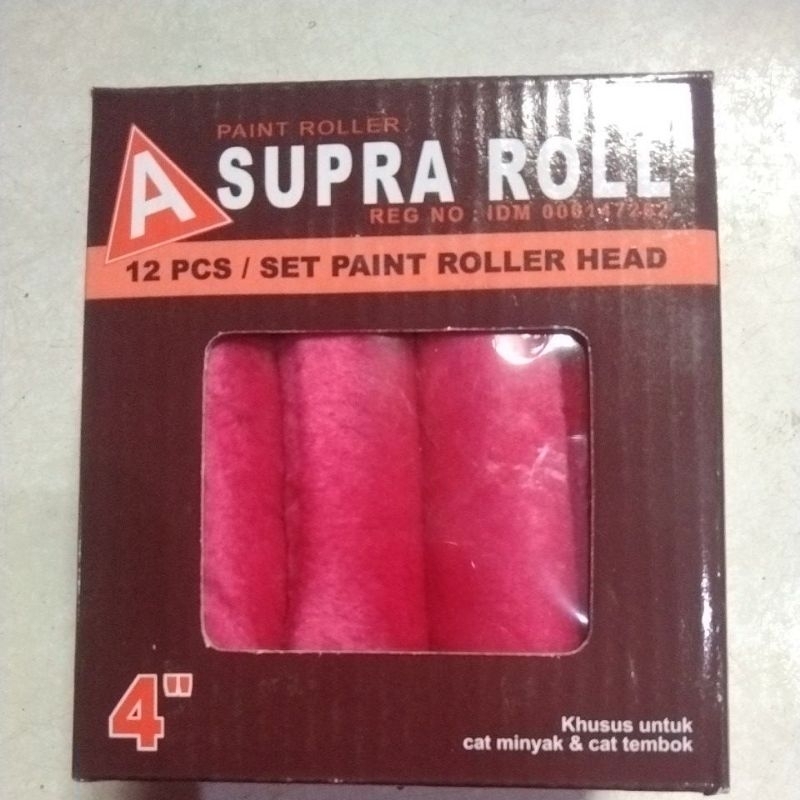 PAINT ROLLER
A
SUPRA ROLL
REG NO : IDM
12 PCS / SET PAINT ROLLER HEAD
4"
Khusus untuk
cat minyak & cat tembok